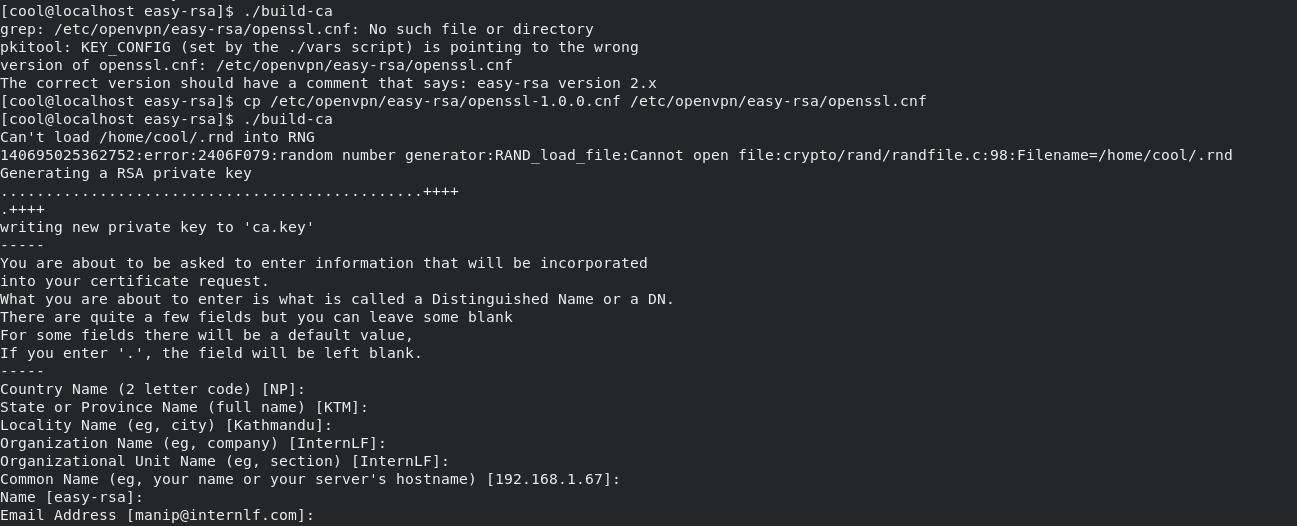 [cool@localhost easy-rsa]$ ./build-ca
grep: /etc/openvpn/easy-rsa/openssl.cnf: No such file or directory
pkitool: KEY_CONFIG (set by the ./vars script) is pointing to the wrong
version of openssl.cnf: /etc/openvpn/easy-rsa/openssl.cnf
The correct version should have a comment that says: easy-rsa version 2.x
[cool@localhost easy-rsa]$ cp /etc/openvpn/easy-rsa/openssl-1.0.0.cnf /etc/openvpn/easy-rsa/openssl.cnf
[cool@localhost easy-rsa]$ ./build-ca
Can't load /home/cool/.rnd into RNG
140695025362752:error:2406F079:random number generator:RAND_load_file:Cannot open file:crypto/rand/randfile.c:98:Filename=/home/cool/.rnd
Generating a RSA private key
...............................................++++
.++++
writing new private key to 'ca.key'
-----
You are about to be asked to enter information that will be incorporated
into your certificate request.
What you are about to enter is what is called a Distinguished Name or a DN.
There are quite a few fields but you can leave some blank
For some fields there will be a default value,
If you enter '.', the field will be left blank.
-----
Country Name (2 letter code) [NP]:
State or Province Name (full name) [KTM]:
Locality Name (eg, city) [Kathmandu]:
Organization Name (eg, company) [InternLF]:
Organizational Unit Name (eg, section) [InternLF]:
Common Name (eg, your name or your server's hostname) [192.168.1.67]:
Name [easy-rsa]:
Email Address [manip@internlf.com]: